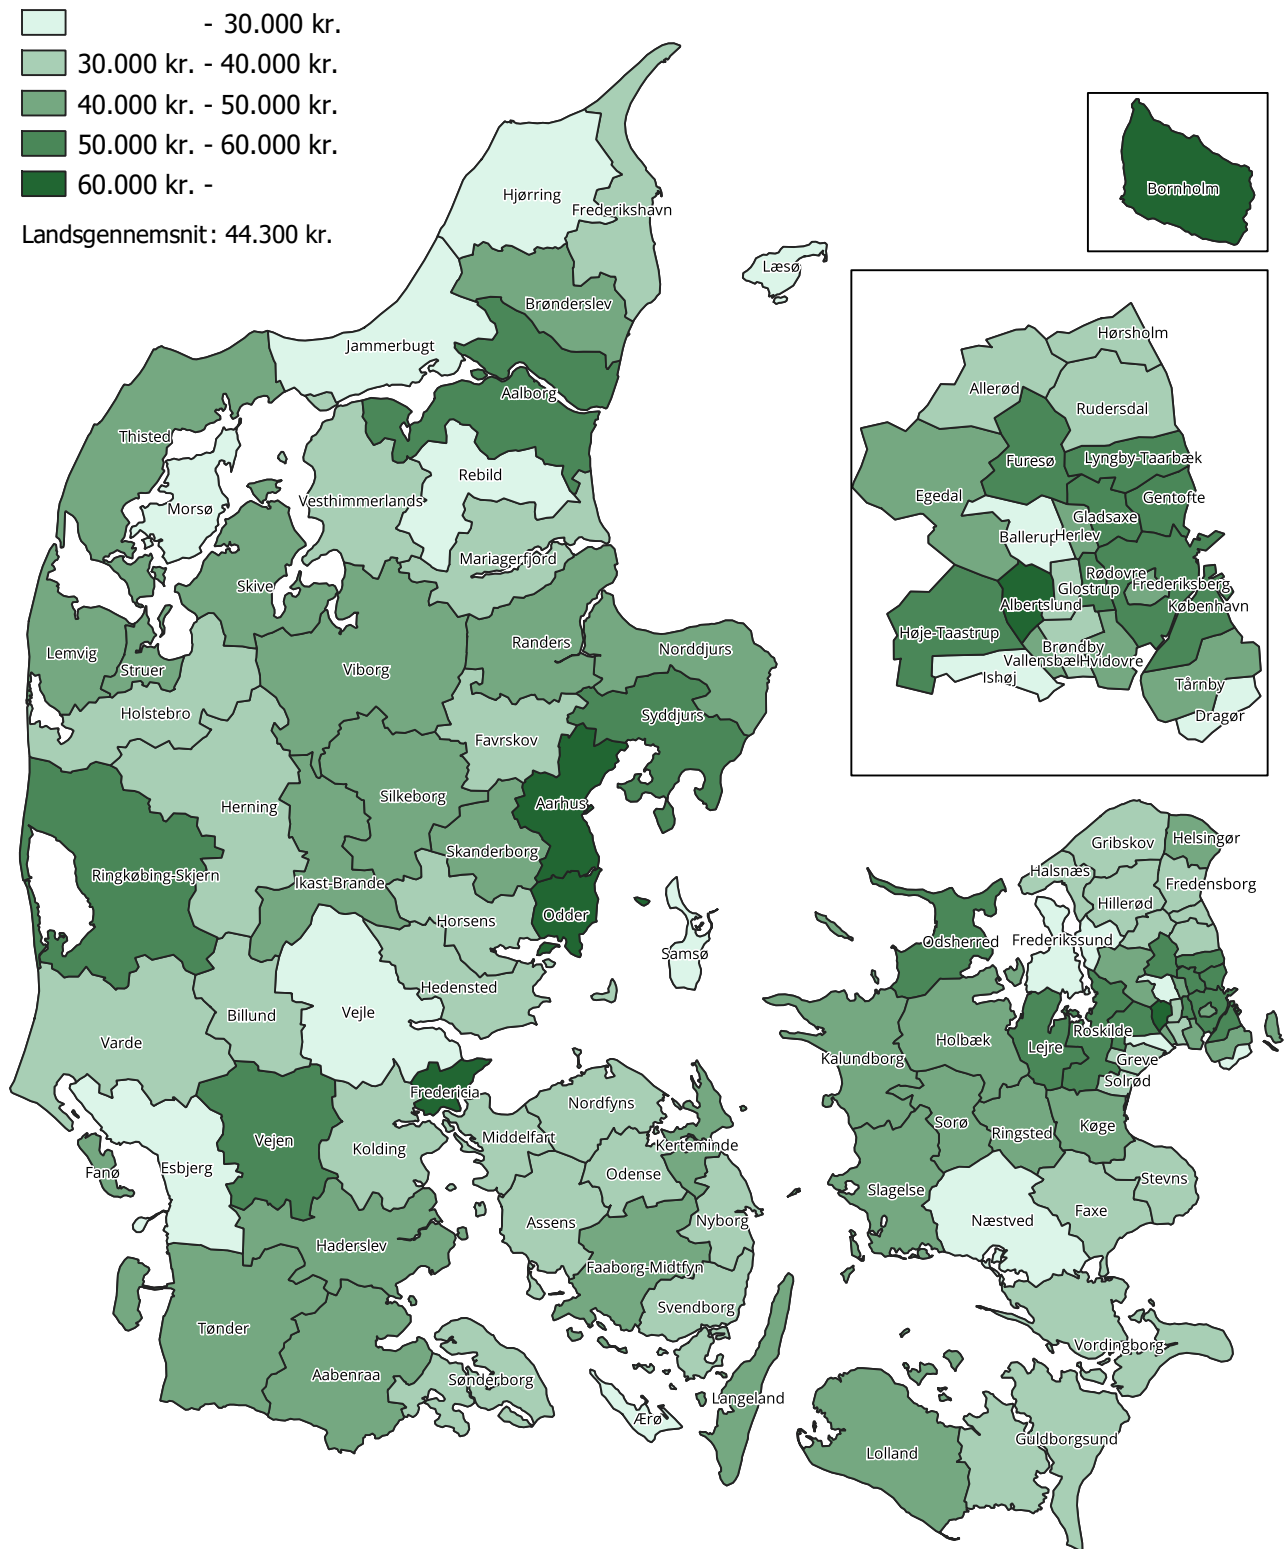 - 30.000 kr.
30.000 kr. - 40.000 kr.
40.000 kr. - 50.000 kr.
50.000 kr. - 60.000 kr.
60.000 kr. -
Landsgennemsnit: 44.300 kr.
Hjørring
Frederikshavn
Bornholm
Læsø
Brønderslev
Jammerbugt
Aalborg
Thisted
Rebild
Morsø
Vesthimmerlands
Mariagerfjord
Skive
Randers
Norddjurs
Lemvig
Struer
Viborg
Holstebro
Syddjurs
Favrskov
Herning
Silkeborg
Aarhus
Skanderborg
Ringkøbing-Skjern
Ikast-Brande
Horsens
Odder
Samsø
Hedensted
Billund
Vejle
Varde
Fredericia
Vejen
Kolding
Esbjerg
Fanø
Haderslev
Tønder
Aabenraa
Sønderborg
Nordfyns
Middelfart
Kerteminde
Odense
Assens
Nyborg
Faaborg-Midtfyn
Svendborg
Langeland
Ærø
Hørsholm
Allerød
Rudersdal
Furesø
Lyngby-Taarbæk
Egedal
Gentofte
Gladsaxe
Ballerup
Herlev
Rødovre
Frederiksberg
Glostrup
Albertslund
København
Høje-Taastrup
Brøndby
Vallensbæk
Hvidovre
Ishøj
Tårnby
Dragør
Gribskov
Helsingør
Halsnæs
Fredensborg
Hillerød
Odsherred
Frederikssund
Roskilde
Holbæk
Lejre
Kalundborg
Greve
Solrød
Sorø
Ringsted
Køge
Slagelse
Stevns
Næstved
Faxe
Vordingborg
Guldborgsund
Lolland